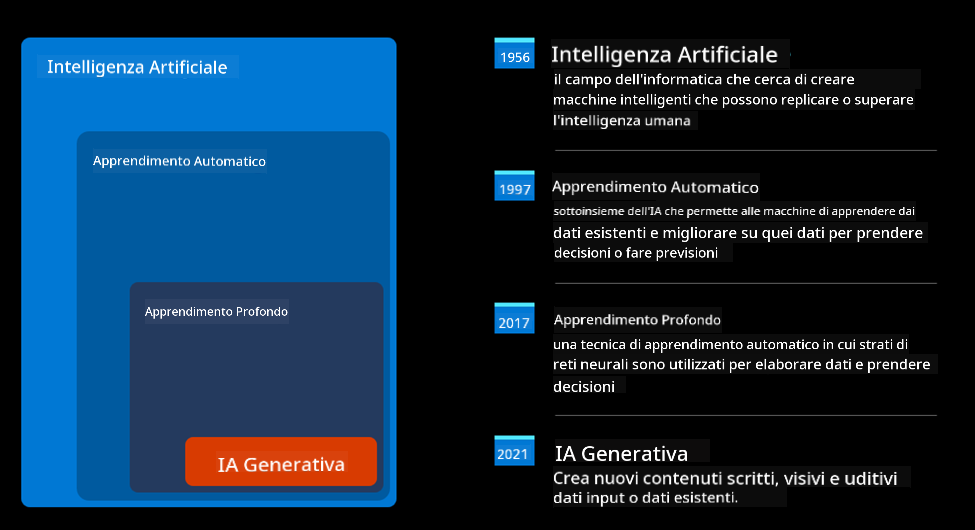 Intelligenza Artificiale
Apprendimento Automatico
Apprendimento Profondo
IA Generativa
1956
Intelligenza Artificiale
il campo dell'informatica che cerca di creare
macchine intelligenti che possono replicare o superare
l'intelligenza umana
1997
Apprendimento Automatico
sottoinsieme dell'IA che permette alle macchine di apprendere dai
dati esistenti e migliorare su quei dati per prendere
decisioni o fare previsioni
2017
Apprendimento Profondo
una tecnica di apprendimento automatico in cui strati di
reti neurali sono utilizzati per elaborare dati e prendere
decisioni
2021
IA Generativa
Crea nuovi contenuti scritti, visivi e uditivi
dati input o dati esistenti.